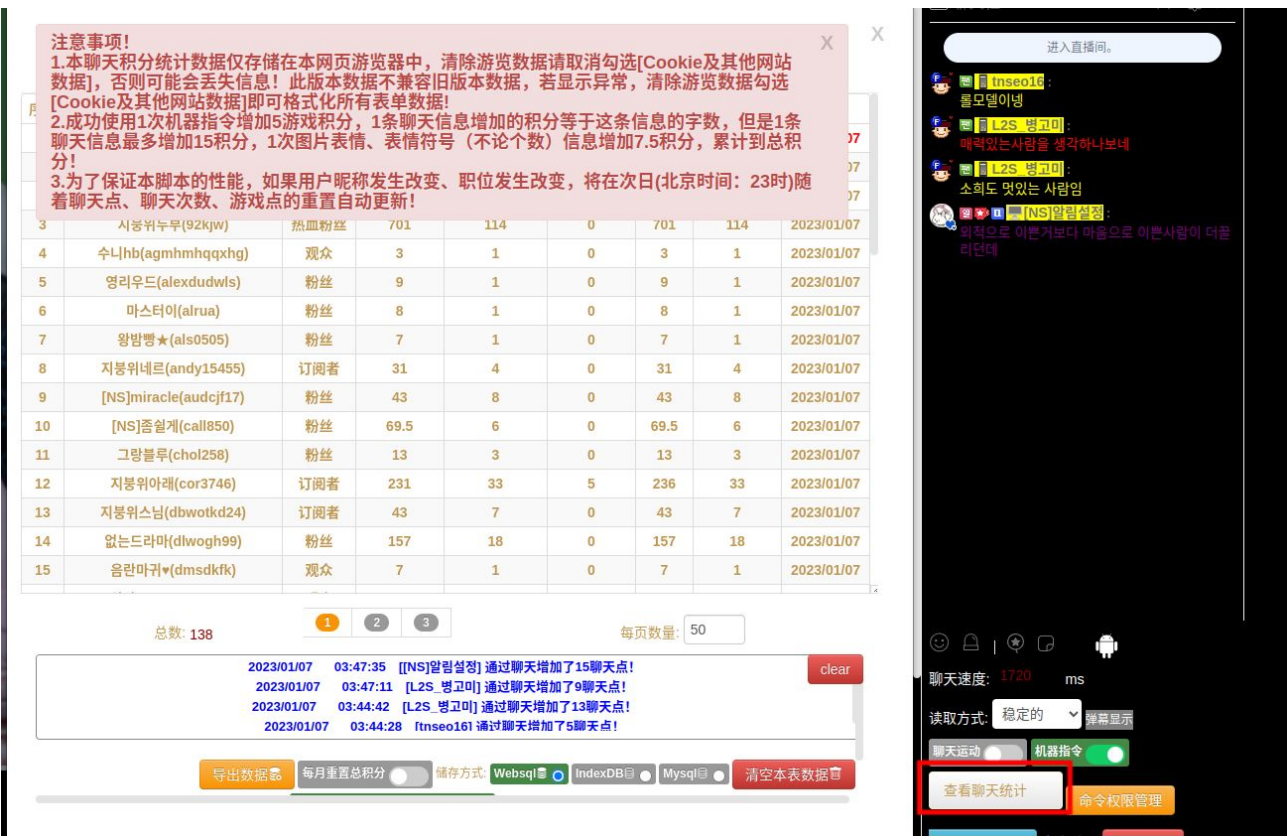 注意事项!
1.本聊天积分统计数据仅存储在本网页游览器中，清除游览数据请取消勾选[Cookie及其他网站
数据]，否则可能会丢失信息！此版本数据不兼容旧版本数据，若显示异常，清除游览数据勾选
[Cookie及其他网站数据]即可格式化所有表单数据!
2.成功使用1次机器指令增加5游戏积分，1条聊天信息增加的积分等于这条信息的字数，但是1条
聊天信息最多增加15积分，1次图片表情、表情符号（不论个数）信息增加7.5积分，累计到总积
分！
3.为了保证本脚本的性能，如果用户昵称发生改变、职位发生改变，将在次日(北京时间：23时)随
着聊天点、聊天次数、游戏点的重置自动更新！
X
X
07
07
07
3 지붕위두부(92kjw) 热血粉丝 701 114 0 701 114 2023/01/07
4 수니hb(agmhmhqqxhg) 观众 3 1 0 3 1 2023/01/07
5 영리우드(alexdudwls) 粉丝 9 1 0 9 1 2023/01/07
6 마스터이(alrua) 粉丝 8 1 0 8 1 2023/01/07
7 왕밤빵★(als0505) 粉丝 7 1 0 7 1 2023/01/07
8 지붕위네르(andy15455) 订阅者 31 4 0 31 4 2023/01/07
9 [NS]miracle(audcjf17) 粉丝 43 8 0 43 8 2023/01/07
10 [NS]좀쉴게(call850) 粉丝 69.5 6 0 69.5 6 2023/01/07
11 그랑블루(chol258) 粉丝 13 3 0 13 3 2023/01/07
12 지붕위아래(cor3746) 订阅者 231 33 5 236 33 2023/01/07
13 지붕위스님(dbwotkd24) 订阅者 43 7 0 43 7 2023/01/07
14 없는드라마(dlwogh99) 粉丝 157 18 0 157 18 2023/01/07
15 음란마귀♥(dmsdkfk) 观众 7 1 0 7 1 2023/01/07
总数: 138 1 2 3 每页数量: 50
2023/01/07 03:47:35 [[NS]알림설정] 通过聊天增加了15聊天点！
2023/01/07 03:47:11 [L2S_병고미] 通过聊天增加了9聊天点！
2023/01/07 03:44:42 [L2S_병고미] 通过聊天增加了13聊天点！
2023/01/07 03:44:28 [tnseo16] 通过聊天增加了5聊天点！
clear
导出数据 每月重置总积分 储存方式: Websql IndexDB Mysql 清空本表数据
进入直播间。
F 팬 tnseo16 :
롤모델이넹
F 팬 L2S_병고미 :
매력있는사람을 생각하나보네
F 팬 L2S_병고미 :
소희도 멋있는 사람임
열 [NS]알림설정 :
외적으로 이쁜거보다 마음으로 이쁜사람이 더끌
리던데
聊天速度: 1720 ms
读取方式: 稳定的 弹幕显示
聊天运动 机器指令
查看聊天统计 命令权限管理